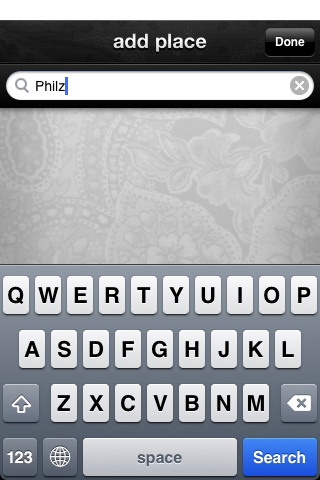 add place
Done
Philz
Q W E R T Y U I O P
A S D F G H J K L
Z X C V B N M
123 space Search